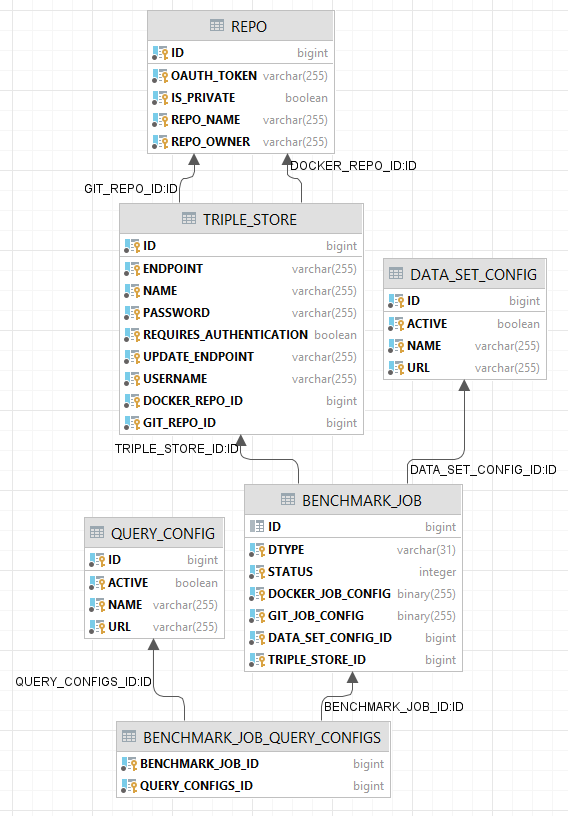 REPO
ID bigint
OAUTH_TOKEN varchar(255)
IS_PRIVATE boolean
REPO_NAME varchar(255)
REPO_OWNER varchar(255)
DOCKER_REPO_ID:ID
GIT_REPO_ID:ID
TRIPLE_STORE
ID bigint
ENDPOINT varchar(255)
NAME varchar(255)
PASSWORD varchar(255)
REQUIRES_AUTHENTICATION boolean
UPDATE_ENDPOINT varchar(255)
USERNAME varchar(255)
DOCKER_REPO_ID bigint
GIT_REPO_ID bigint
DATA_SET_CONFIG
ID bigint
ACTIVE boolean
NAME varchar(255)
URL varchar(255)
TRIPLE_STORE_ID:ID
DATA_SET_CONFIG_ID:ID
BENCHMARK_JOB
ID bigint
DTYPE varchar(31)
STATUS integer
DOCKER_JOB_CONFIG binary(255)
GIT_JOB_CONFIG binary(255)
DATA_SET_CONFIG_ID bigint
TRIPLE_STORE_ID bigint
QUERY_CONFIG
ID bigint
ACTIVE boolean
NAME varchar(255)
URL varchar(255)
QUERY_CONFIGS_ID:ID
BENCHMARK_JOB_ID:ID
BENCHMARK_JOB_QUERY_CONFIGS
BENCHMARK_JOB_ID bigint
QUERY_CONFIGS_ID bigint